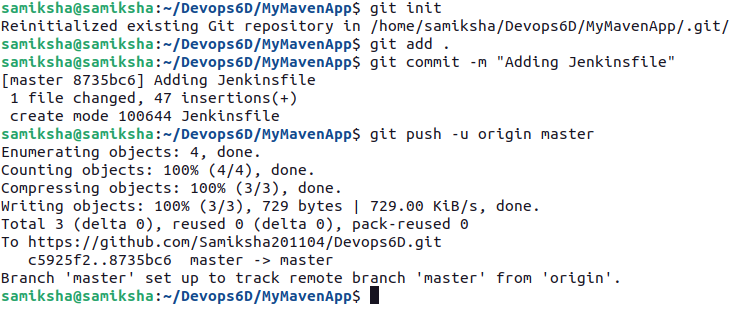 samiksha@samiksha:~/Devops6D/MyMavenApp$ git init
Reinitialized existing Git repository in /home/samiksha/Devops6D/MyMavenApp/.git/
samiksha@samiksha:~/Devops6D/MyMavenApp$ git add .
samiksha@samiksha:~/Devops6D/MyMavenApp$ git commit -m "Adding Jenkinsfile"
[master 8735bc6] Adding Jenkinsfile
 1 file changed, 47 insertions(+)
 create mode 100644 Jenkinsfile
samiksha@samiksha:~/Devops6D/MyMavenApp$ git push -u origin master
Enumerating objects: 4, done.
Counting objects: 100% (4/4), done.
Compressing objects: 100% (3/3), done.
Writing objects: 100% (3/3), 729 bytes | 729.00 KiB/s, done.
Total 3 (delta 0), reused 0 (delta 0), pack-reused 0
To https://github.com/Samiksha201104/Devops6D.git
   c5925f2..8735bc6  master -> master
Branch 'master' set up to track remote branch 'master' from 'origin'.
samiksha@samiksha:~/Devops6D/MyMavenApp$